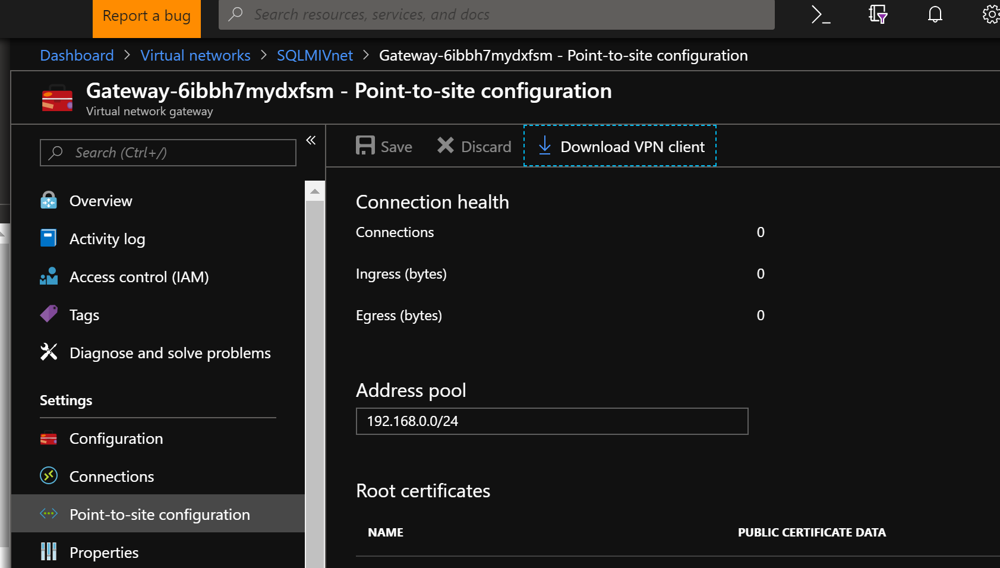 Report a bug
Search resources, services, and docs
Dashboard > Virtual networks > SQLMIVnet > Gateway-6ibbh7mydxfsm - Point-to-site configuration
Gateway-6ibbh7mydxfsm - Point-to-site configuration
Virtual network gateway
Search (Ctrl+/)
Overview
Activity log
Access control (IAM)
Tags
Diagnose and solve problems
Settings
Configuration
Connections
Point-to-site configuration
Properties
Save
Discard
Download VPN client
Connection health
Connections 0
Ingress (bytes) 0
Egress (bytes) 0
Address pool
192.168.0.0/24
Root certificates
NAME PUBLIC CERTIFICATE DATA